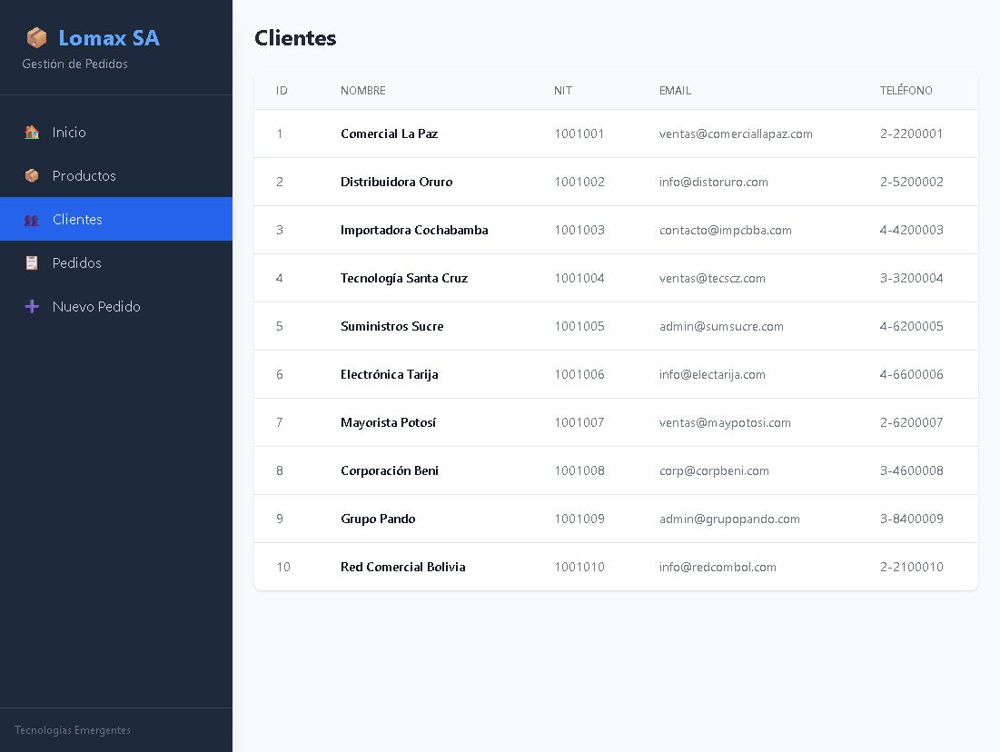 Lomax SA
Gestión de Pedidos
Inicio
Productos
Clientes
Pedidos
Nuevo Pedido
Tecnologías Emergentes
Clientes
ID NOMBRE NIT EMAIL TELÉFONO
1 Comercial La Paz 1001001 ventas@comerciallapaz.com 2-2200001
2 Distribuidora Oruro 1001002 info@distoruro.com 2-5200002
3 Importadora Cochabamba 1001003 contacto@impcbba.com 4-4200003
4 Tecnología Santa Cruz 1001004 ventas@tecscz.com 3-3200004
5 Suministros Sucre 1001005 admin@sumsucre.com 4-6200005
6 Electrónica Tarija 1001006 info@electarija.com 4-6600006
7 Mayorista Potosí 1001007 ventas@maypotosi.com 2-6200007
8 Corporación Beni 1001008 corp@corpbeni.com 3-4600008
9 Grupo Pando 1001009 admin@grupopando.com 3-8400009
10 Red Comercial Bolivia 1001010 info@redcombol.com 2-2100010